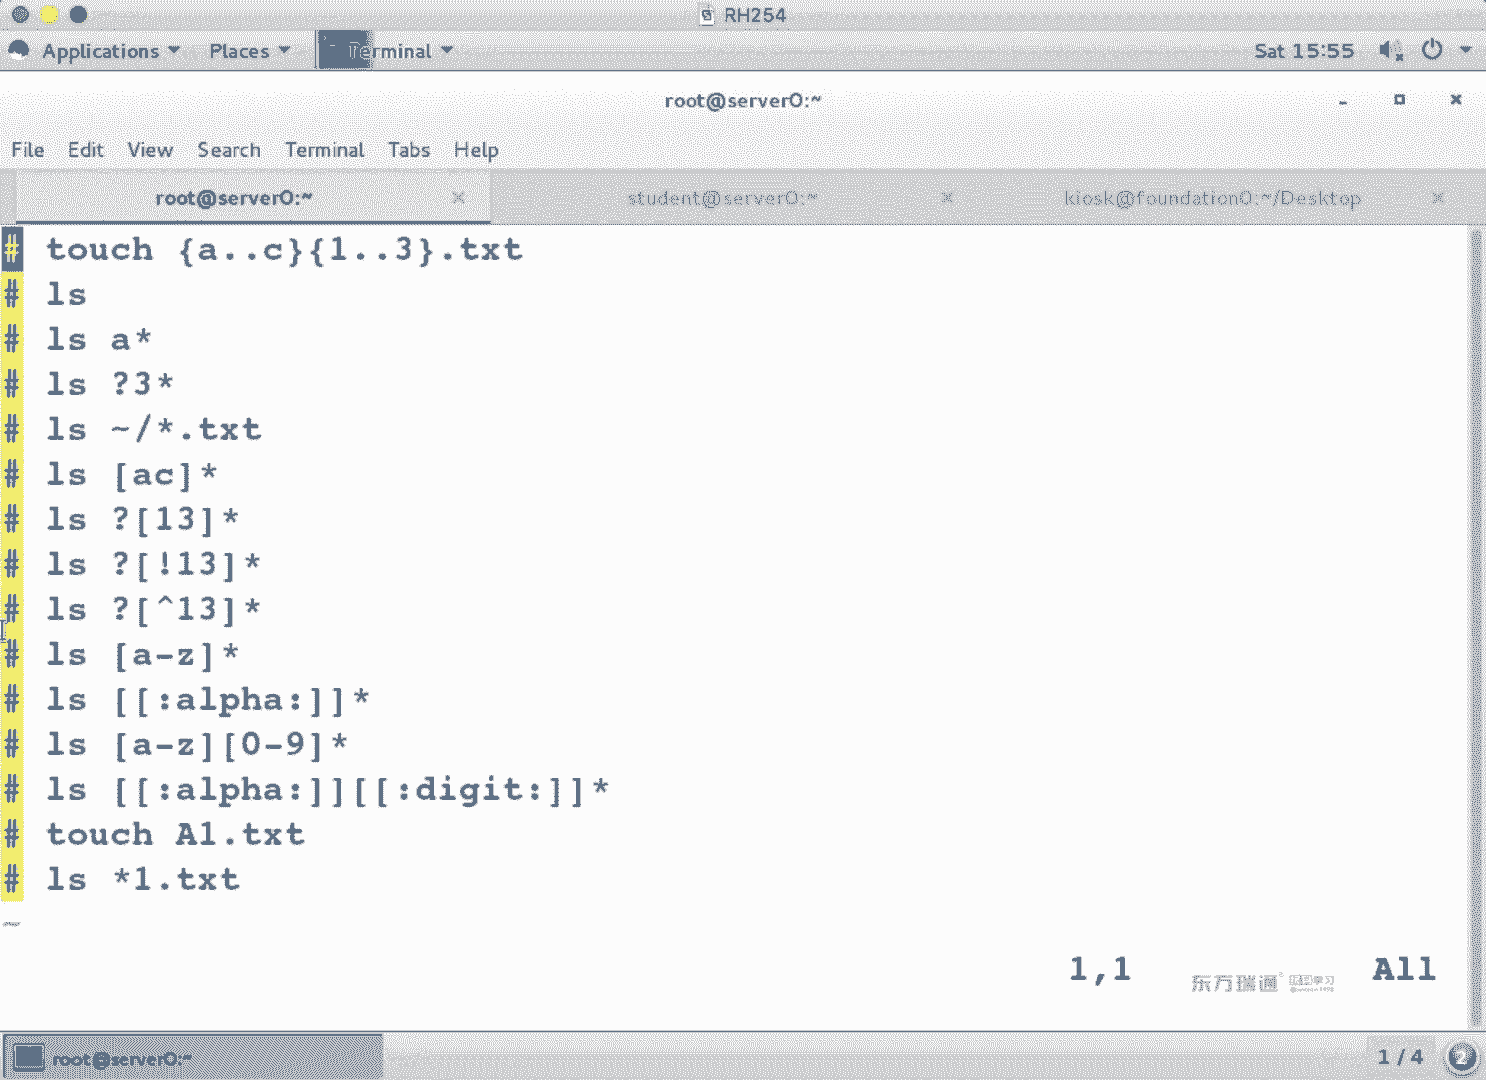 RH254
Applications Places Terminal Sat 15:55
root@server0:~
File Edit View Search Terminal Tabs Help
root@server0:~ student@server0:~ kiosk@foundation0:~/Desktop
# touch {a..c}{1..3}.txt
# ls
# ls a*
# ls ?3*
# ls ~/*.txt
# ls [ac]*
# ls ?[13]*
# ls ?[!13]*
# ls ?[^13]*
# ls [a-z]*
# ls [[:alpha:]]*
# ls [a-z][0-9]*
# ls [[:alpha:]][[:digit:]]*
# touch A1.txt
# ls *1.txt
~
1,1 All
东方瑞通
root@server0:~ 1 / 4 2